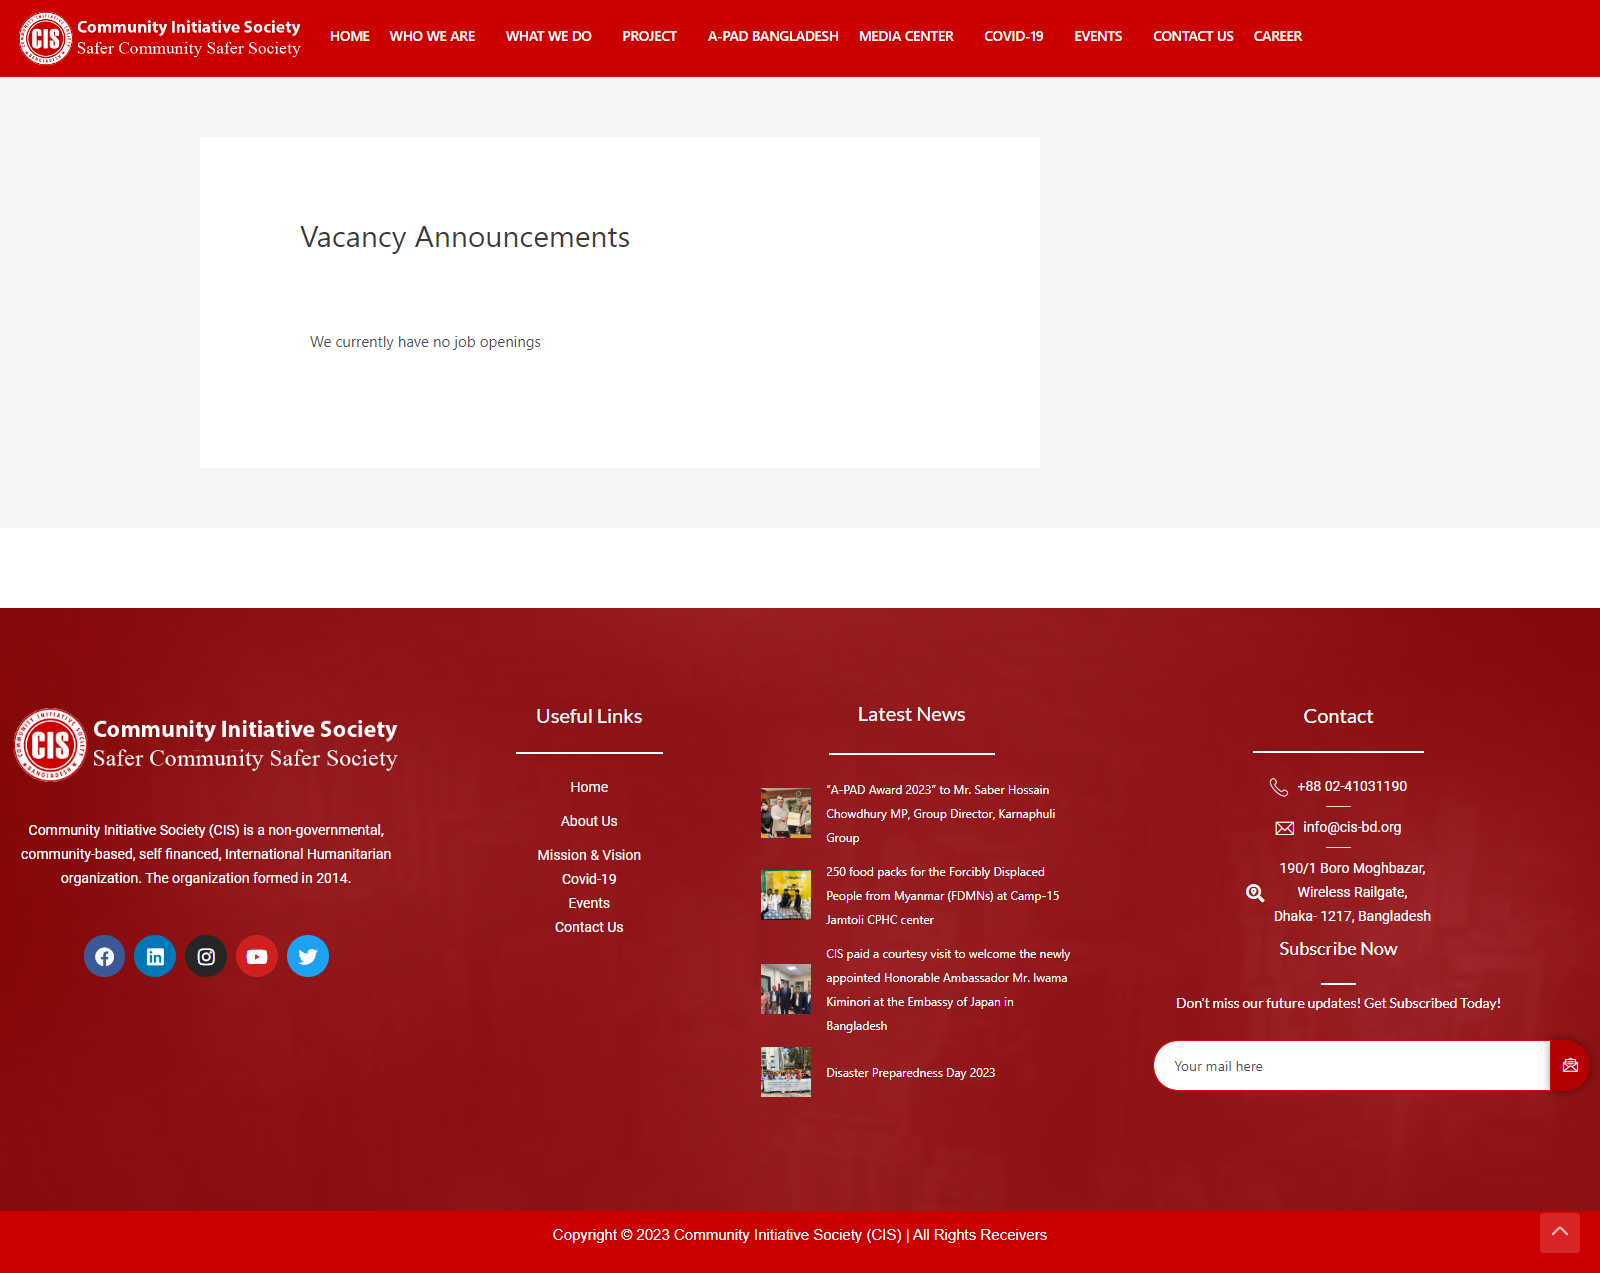 CIS
Community Initiative Society
Safer Community Safer Society
HOME
WHO WE ARE
WHAT WE DO
PROJECT
A-PAD BANGLADESH
MEDIA CENTER
COVID-19
EVENTS
CONTACT US
CAREER
Vacancy Announcements
We currently have no job openings
COMMUNITY INITIATIVE SOCIETY
CIS
BANGLADESH
Community Initiative Society
Safer Community Safer Society
Community Initiative Society (CIS) is a non-governmental,
community-based, self financed, International Humanitarian
organization. The organization formed in 2014.
Useful Links
Home
About Us
Mission & Vision
Covid-19
Events
Contact Us
Latest News
“A-PAD Award 2023” to Mr. Saber Hossain
Chowdhury MP, Group Director, Karnaphuli
Group
250 food packs for the Forcibly Displaced
People from Myanmar (FDMNs) at Camp-15
Jamtoli CPHC center
CIS paid a courtesy visit to welcome the newly
appointed Honorable Ambassador Mr. Iwama
Kiminori at the Embassy of Japan in
Bangladesh
Disaster Preparedness Day 2023
Contact
+88 02-41031190
info@cis-bd.org
190/1 Boro Moghbazar,
Wireless Railgate,
Dhaka- 1217, Bangladesh
Subscribe Now
Don’t miss our future updates! Get Subscribed Today!
Your mail here
Copyright © 2023 Community Initiative Society (CIS) | All Rights Receivers